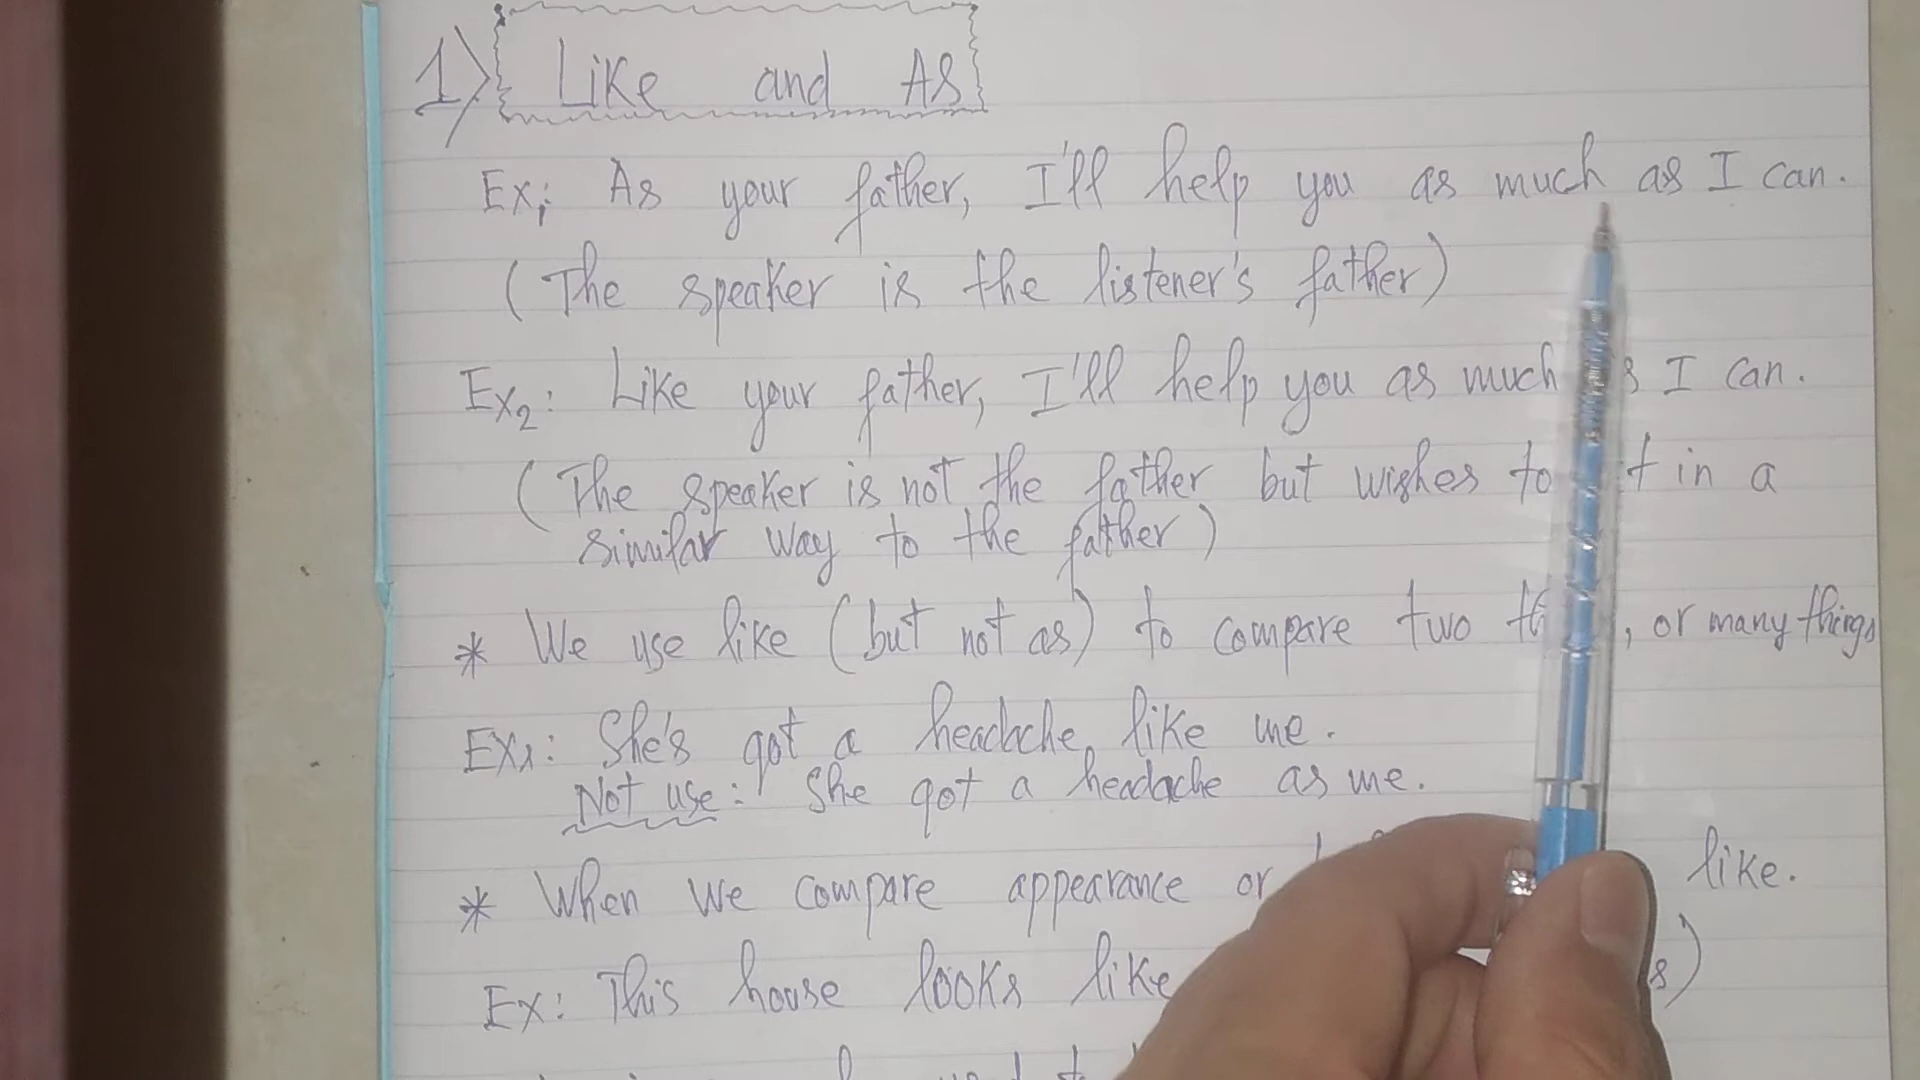 1) Like and As
Ex1: As your father, I'll help you as much as I can.
(The speaker is the listener's father)
Ex2: Like your father, I'll help you as much I can.
(The speaker is not the father but wishes to in a
similar way to the father)
* We use like (but not as) to compare two , or many things
Ex1: She's got a headache, like me.
Not use: She got a headache as me.
* When we compare appearance or like.
Ex: This house looks like